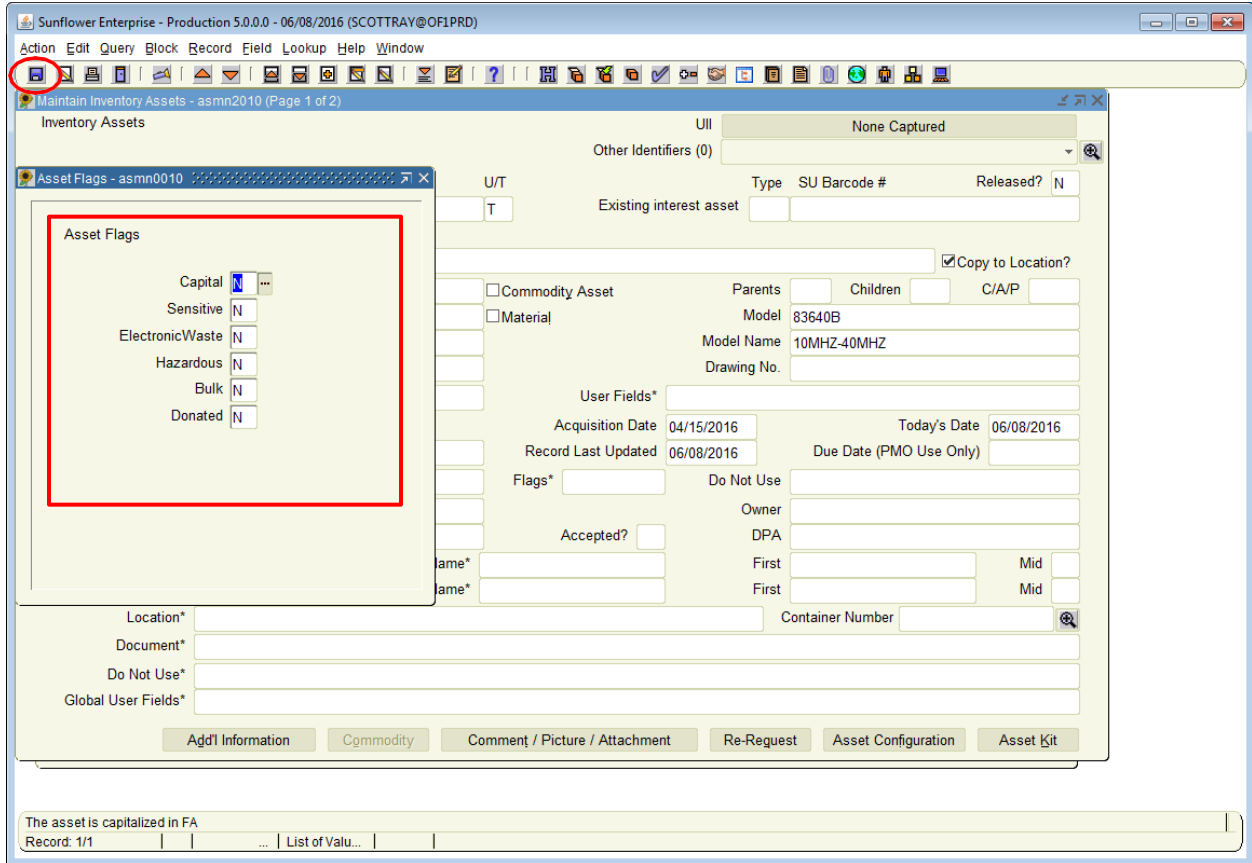 Sunflower Enterprise - Production 5.0.0.0 - 06/08/2016 (SCOTTRAY@OF1PRD)
Action Edit Query Block Record Field Lookup Help Window
Maintain Inventory Assets - asmn2010 (Page 1 of 2)
Inventory Assets
UII None Captured
Other Identifiers (0)
Asset Flags - asmn0010
U/T Type SU Barcode # Released? N
T Existing interest asset
Asset Flags
Copy to Location?
Capital N ...
Commodity Asset Parents Children C/A/P
Sensitive N
Material Model 83640B
ElectronicWaste N
Model Name 10MHZ-40MHZ
Hazardous N
Drawing No.
Bulk N
User Fields*
Donated N
Acquisition Date 04/15/2016 Today's Date 06/08/2016
Record Last Updated 06/08/2016 Due Date (PMO Use Only)
Flags* Do Not Use
Owner
Accepted? DPA
lame* First Mid
lame* First Mid
Location* Container Number
Document*
Do Not Use*
Global User Fields*
Add'l Information Commodity Comment / Picture / Attachment Re-Request Asset Configuration Asset Kit
The asset is capitalized in FA
Record: 1/1 ... List of Valu...